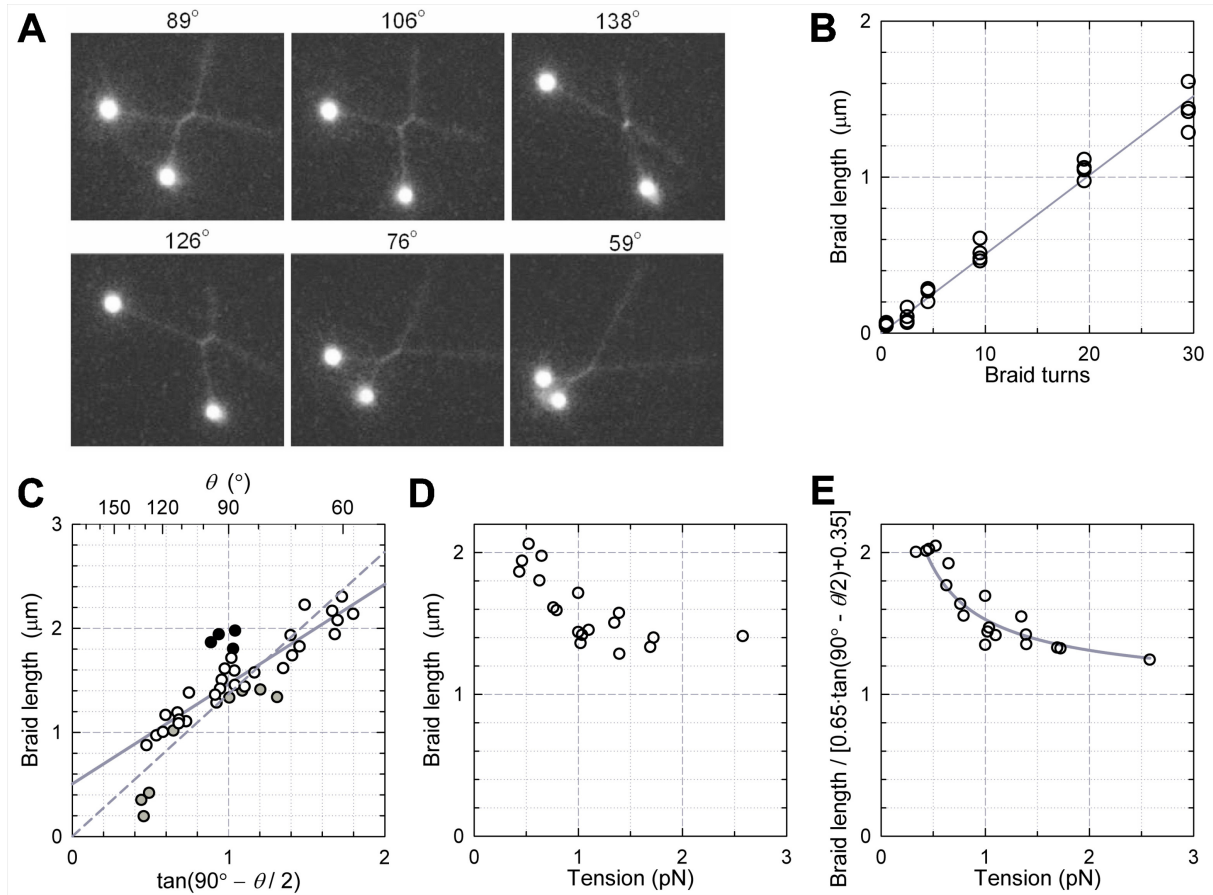 A
89°
106°
138°
126°
76°
59°
B
2
1
0
0
10
20
30
Braid length (μm)
Braid turns
C
θ (°)
150
120
90
60
3
2
1
0
0
1
2
Braid length (μm)
tan(90° − θ / 2)
D
2
1
0
0
1
2
3
Braid length (μm)
Tension (pN)
E
2
1
0
0
1
2
3
Braid length / [0.65·tan(90° - θ/2)+0.35]
Tension (pN)